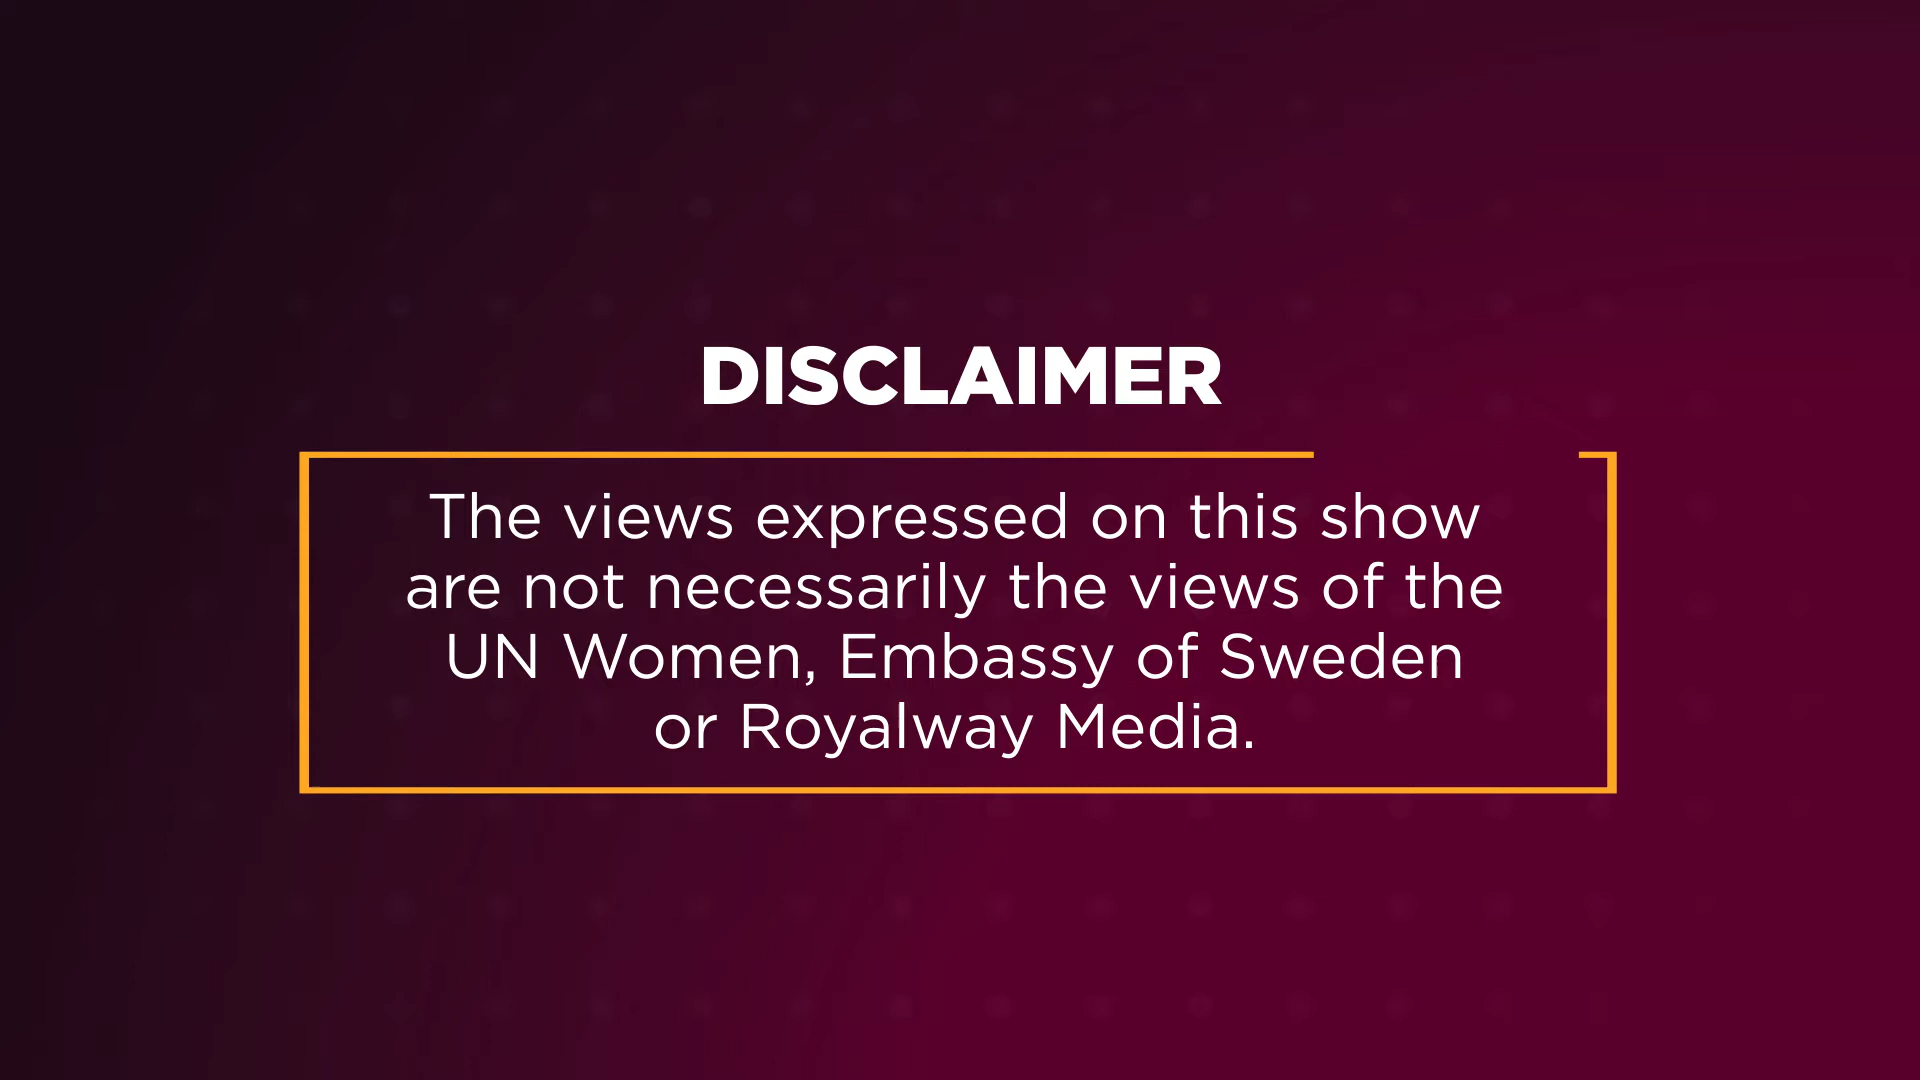 DISCLAIMER
The views expressed on this show
are not necessarily the views of the
UN Women, Embassy of Sweden
or Royalway Media.